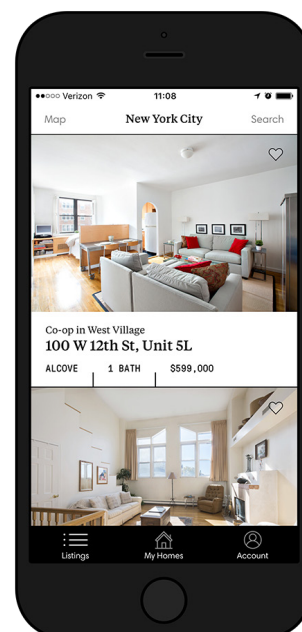 Verizon 11:08
Map New York City Search
Co-op in West Village
100 W 12th St, Unit 5L
ALCOVE 1 BATH $599,000
Listings My Homes Account